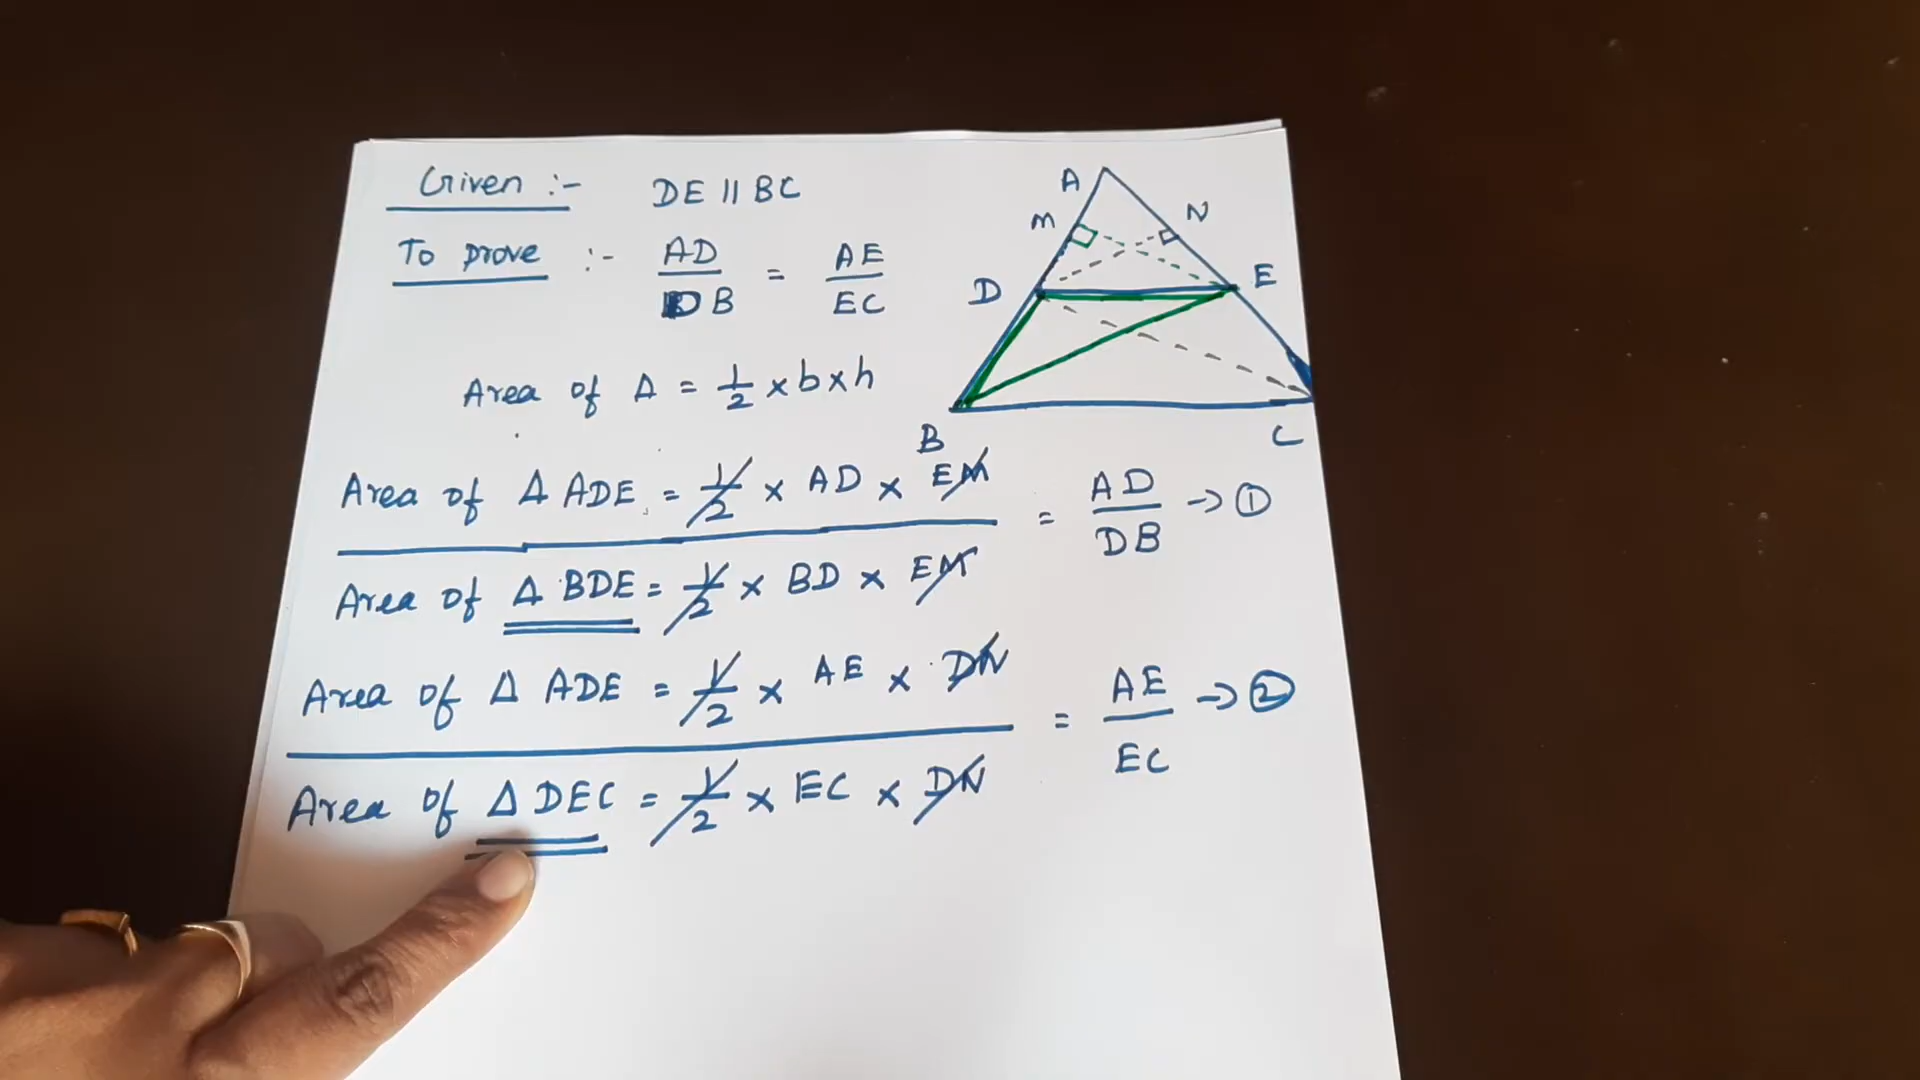 Given :- DE || BC
To prove :- AD/DB = AE/EC
Area of Δ = 1/2 × b × h
A
M
N
D
E
B
C
Area of Δ ADE = 1/2 × AD × EM
= AD/DB → ①
Area of Δ BDE = 1/2 × BD × EM
Area of Δ ADE = 1/2 × AE × DN
= AE/EC → ②
Area of Δ DEC = 1/2 × EC × DN